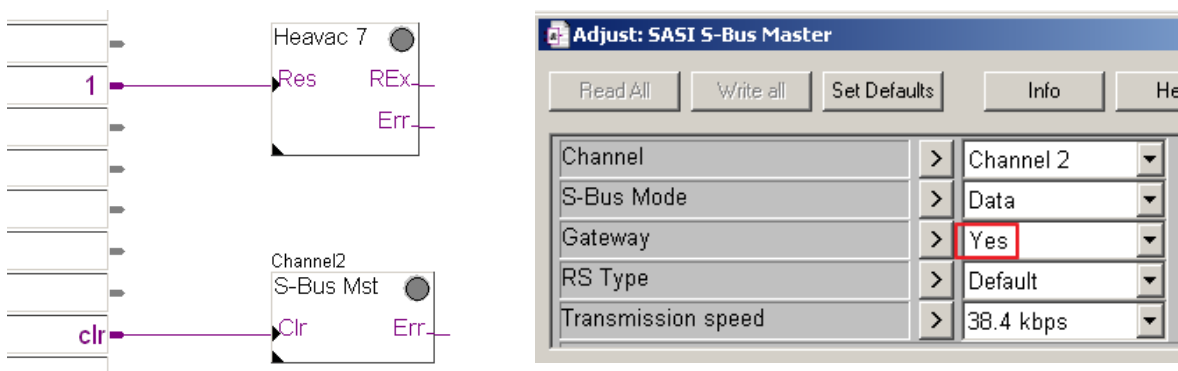 Heavac 7
1 Res REx
Err
Channel2
S-Bus Mst
clr Clr Err
Adjust: SASI S-Bus Master
Read All Write all Set Defaults Info
Channel > Channel 2
S-Bus Mode > Data
Gateway > Yes
RS Type > Default
Transmission speed > 38.4 kbps